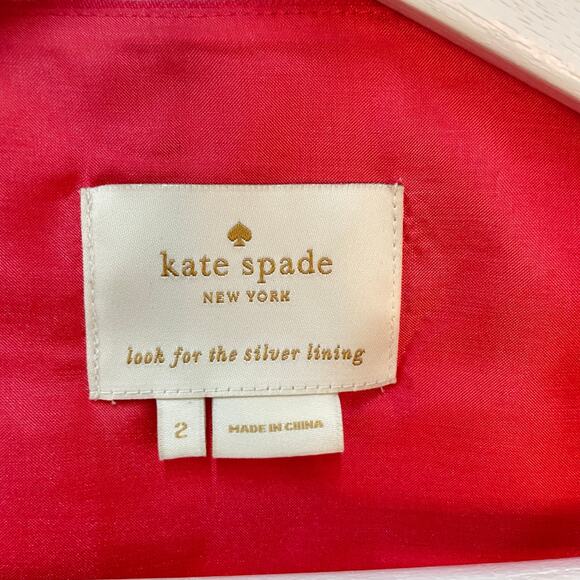 kate spade
NEW YORK
look for the silver lining
2
MADE IN CHINA